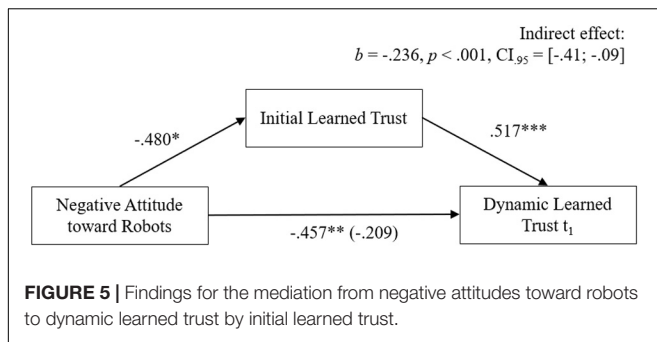 Indirect effect:
b = -.236, p < .001, CI.95 = [-.41; -.09]
Initial Learned Trust
-.480*
.517***
Negative Attitude
toward Robots
Dynamic Learned
Trust t1
-.457** (-.209)
FIGURE 5 | Findings for the mediation from negative attitudes toward robots
to dynamic learned trust by initial learned trust.